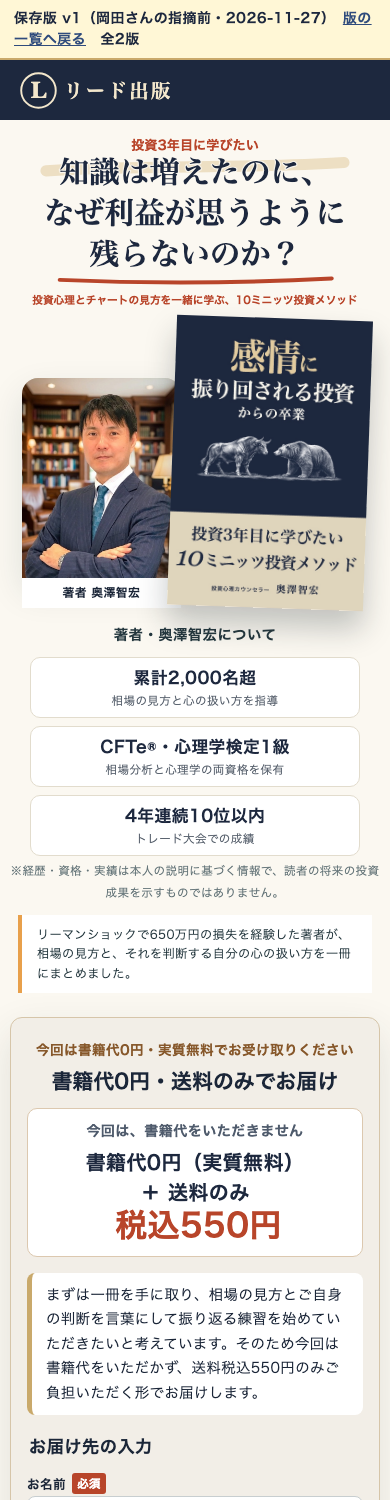 保存版 v1（岡田さんの指摘前・2026-11-27） 版の
一覧へ戻る 全2版
L リード出版
投資3年目に学びたい
知識は増えたのに、
なぜ利益が思うように
残らないのか？
投資心理とチャートの見方を一緒に学ぶ、10ミニッツ投資メソッド
感情に
振り回される投資
からの卒業
投資3年目に学びたい
10ミニッツ投資メソッド
投資心理カウンセラー 奥澤智宏
著者 奥澤智宏
著者・奥澤智宏について
累計2,000名超
相場の見方と心の扱い方を指導
CFTe®・心理学検定1級
相場分析と心理学の両資格を保有
4年連続10位以内
トレード大会での成績
※経歴・資格・実績は本人の説明に基づく情報で、読者の将来の投資
成果を示すものではありません。
リーマンショックで650万円の損失を経験した著者が、
相場の見方と、それを判断する自分の心の扱い方を一冊
にまとめました。
今回は書籍代0円・実質無料でお受け取りください
書籍代0円・送料のみでお届け
今回は、書籍代をいただきません
書籍代0円（実質無料）
＋ 送料のみ
税込550円
まずは一冊を手に取り、相場の見方とご自身
の判断を言葉にして振り返る練習を始めてい
ただきたいと考えています。そのため今回は
書籍代をいただかず、送料税込550円のみご
負担いただく形でお届けします。
お届け先の入力
お名前 必須